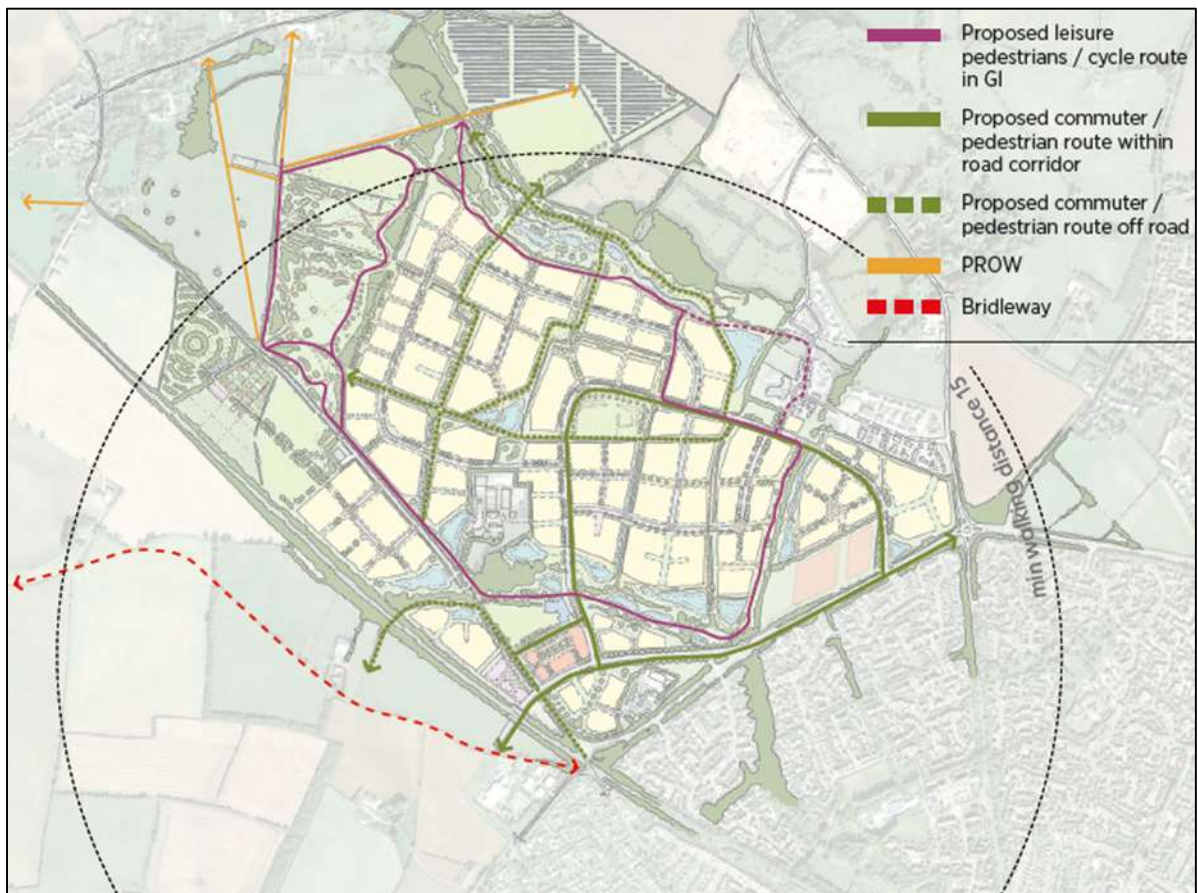 Proposed leisure
pedestrians / cycle route
in GI
Proposed commuter /
pedestrian route within
road corridor
Proposed commuter /
pedestrian route off road
PROW
Bridleway
min walking distance 15